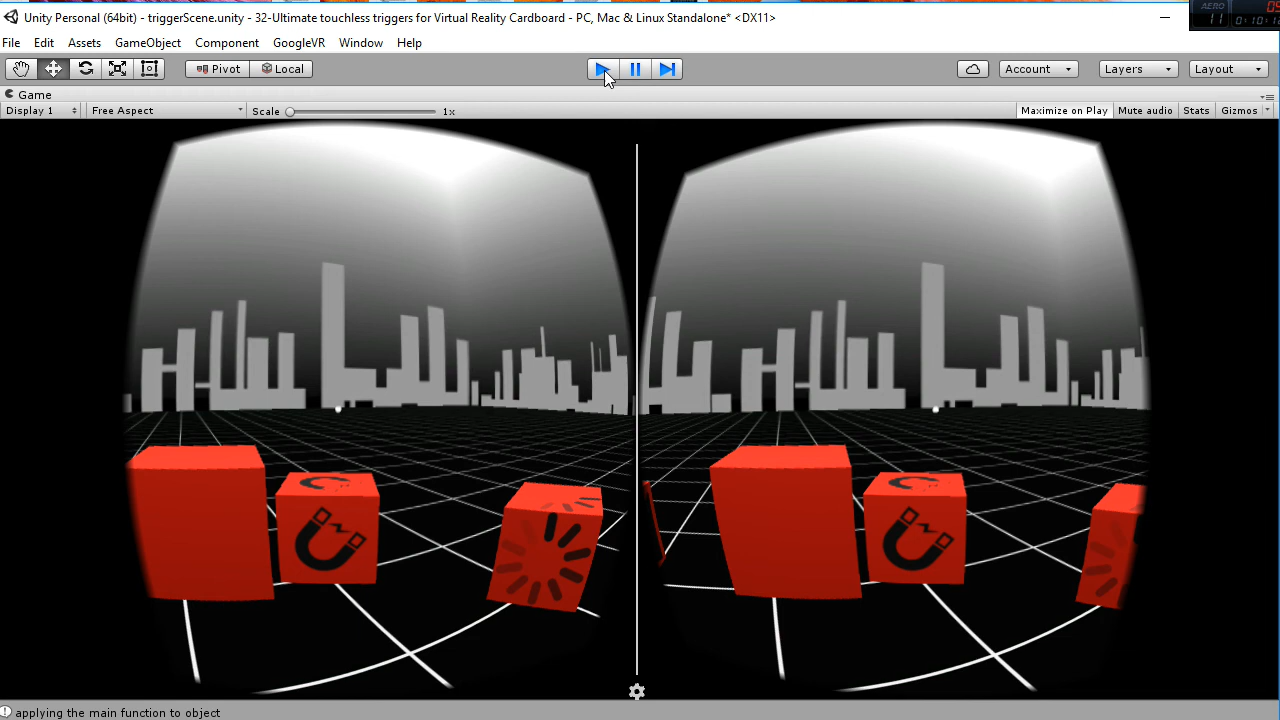 Unity Personal (64bit) - triggerScene.unity - 32-Ultimate touchless triggers for Virtual Reality Cardboard - PC, Mac & Linux Standalone* <DX11>
AERO
11
File Edit Assets GameObject Component GoogleVR Window Help
Pivot Local Account Layers Layout
Game
Display 1 Free Aspect Scale 1x Maximize on Play Mute audio Stats Gizmos
applying the main function to object